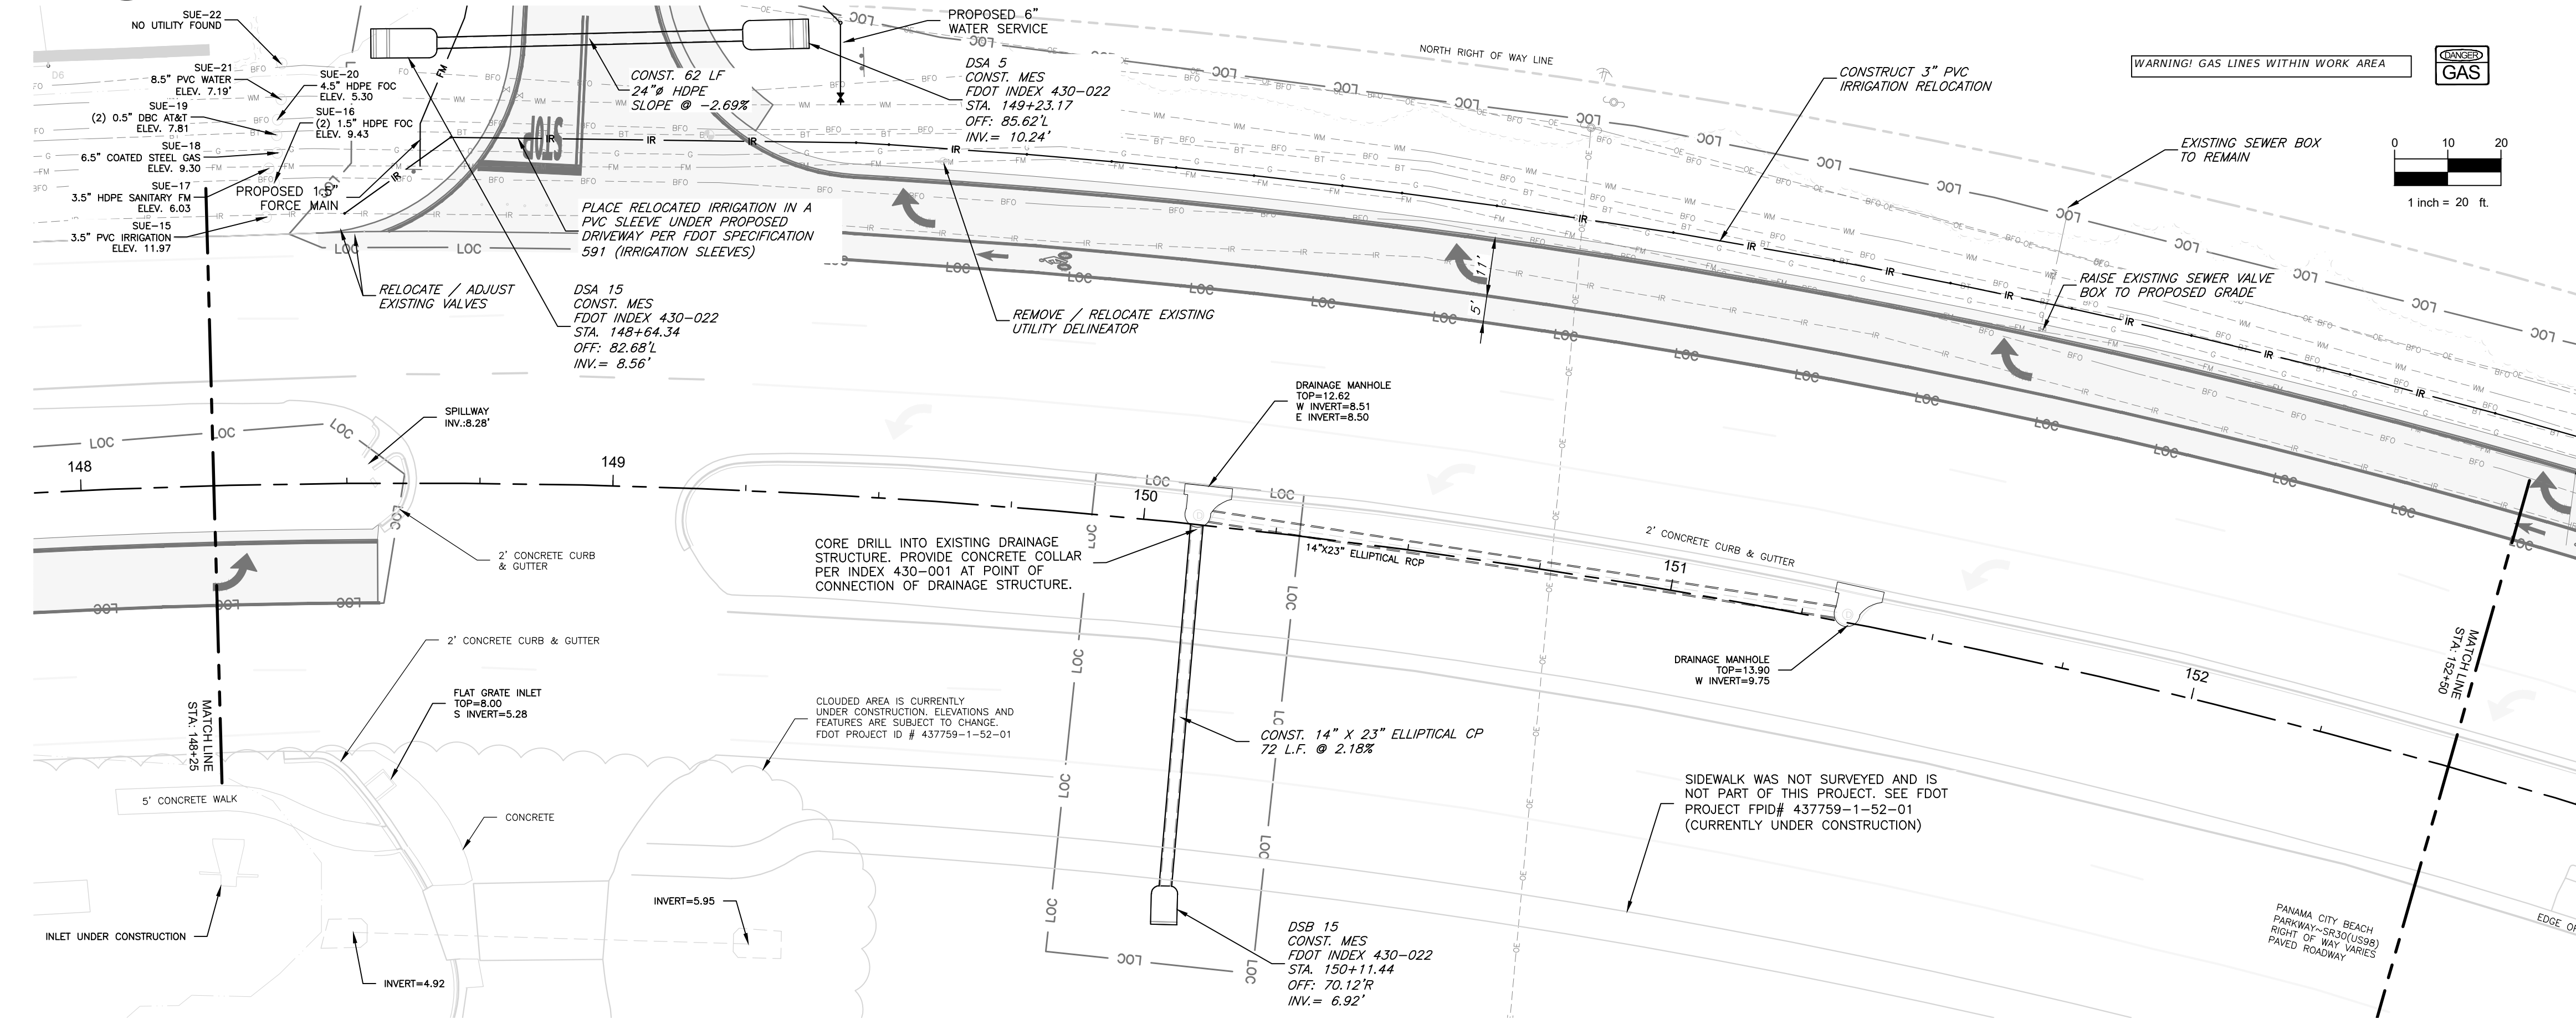 SUE-22
NO UTILITY FOUND
SUE-21
8.5" PVC WATER
ELEV. 7.19'
SUE-20
4.5" HDPE FOC
ELEV. 5.30
SUE-19
(2) 0.5" DBC AT&T
ELEV. 7.81
SUE-16
(2) 1.5" HDPE FOC
ELEV. 9.43
SUE-18
6.5" COATED STEEL GAS
ELEV. 9.30
SUE-17
3.5" HDPE SANITARY FM
ELEV. 6.03
PROPOSED 1.5"
FORCE MAIN
SUE-15
3.5" PVC IRRIGATION
ELEV. 11.97
D6
FM
STOP
PROPOSED 6"
WATER SERVICE
CONST. 62 LF
24"ø HDPE
SLOPE @ -2.69%
DSA 5
CONST. MES
FDOT INDEX 430-022
STA. 149+23.17
OFF: 85.62'L
INV.= 10.24'
NORTH RIGHT OF WAY LINE
CONSTRUCT 3" PVC
IRRIGATION RELOCATION
WARNING! GAS LINES WITHIN WORK AREA
DANGER
GAS
0 10 20
1 inch = 20 ft.
EXISTING SEWER BOX
TO REMAIN
PLACE RELOCATED IRRIGATION IN A
PVC SLEEVE UNDER PROPOSED
DRIVEWAY PER FDOT SPECIFICATION
591 (IRRIGATION SLEEVES)
RELOCATE / ADJUST
EXISTING VALVES
DSA 15
CONST. MES
FDOT INDEX 430-022
STA. 148+64.34
OFF: 82.68'L
INV.= 8.56'
REMOVE / RELOCATE EXISTING
UTILITY DELINEATOR
11'
5'
RAISE EXISTING SEWER VALVE
BOX TO PROPOSED GRADE
DRAINAGE MANHOLE
TOP=12.62
W INVERT=8.51
E INVERT=8.50
SPILLWAY
INV.:8.28'
148
149
150
151
152
LOC
IR
2' CONCRETE CURB
& GUTTER
CORE DRILL INTO EXISTING DRAINAGE
STRUCTURE. PROVIDE CONCRETE COLLAR
PER INDEX 430-001 AT POINT OF
CONNECTION OF DRAINAGE STRUCTURE.
14"X23" ELLIPTICAL RCP
2' CONCRETE CURB & GUTTER
2' CONCRETE CURB & GUTTER
DRAINAGE MANHOLE
TOP=13.90
W INVERT=9.75
MATCH LINE
STA: 152+50
MATCH LINE
STA: 148+25
FLAT GRATE INLET
TOP=8.00
S INVERT=5.28
CLOUDED AREA IS CURRENTLY
UNDER CONSTRUCTION. ELEVATIONS AND
FEATURES ARE SUBJECT TO CHANGE.
FDOT PROJECT ID # 437759-1-52-01
CONST. 14" X 23" ELLIPTICAL CP
72 L.F. @ 2.18%
SIDEWALK WAS NOT SURVEYED AND IS
NOT PART OF THIS PROJECT. SEE FDOT
PROJECT FPID# 437759-1-52-01
(CURRENTLY UNDER CONSTRUCTION)
5' CONCRETE WALK
CONCRETE
INVERT=5.95
INLET UNDER CONSTRUCTION
INVERT=4.92
DSB 15
CONST. MES
FDOT INDEX 430-022
STA. 150+11.44
OFF: 70.12'R
INV.= 6.92'
PANAMA CITY BEACH
PARKWAY~SR30(US98)
RIGHT OF WAY VARIES
PAVED ROADWAY
EDGE OF